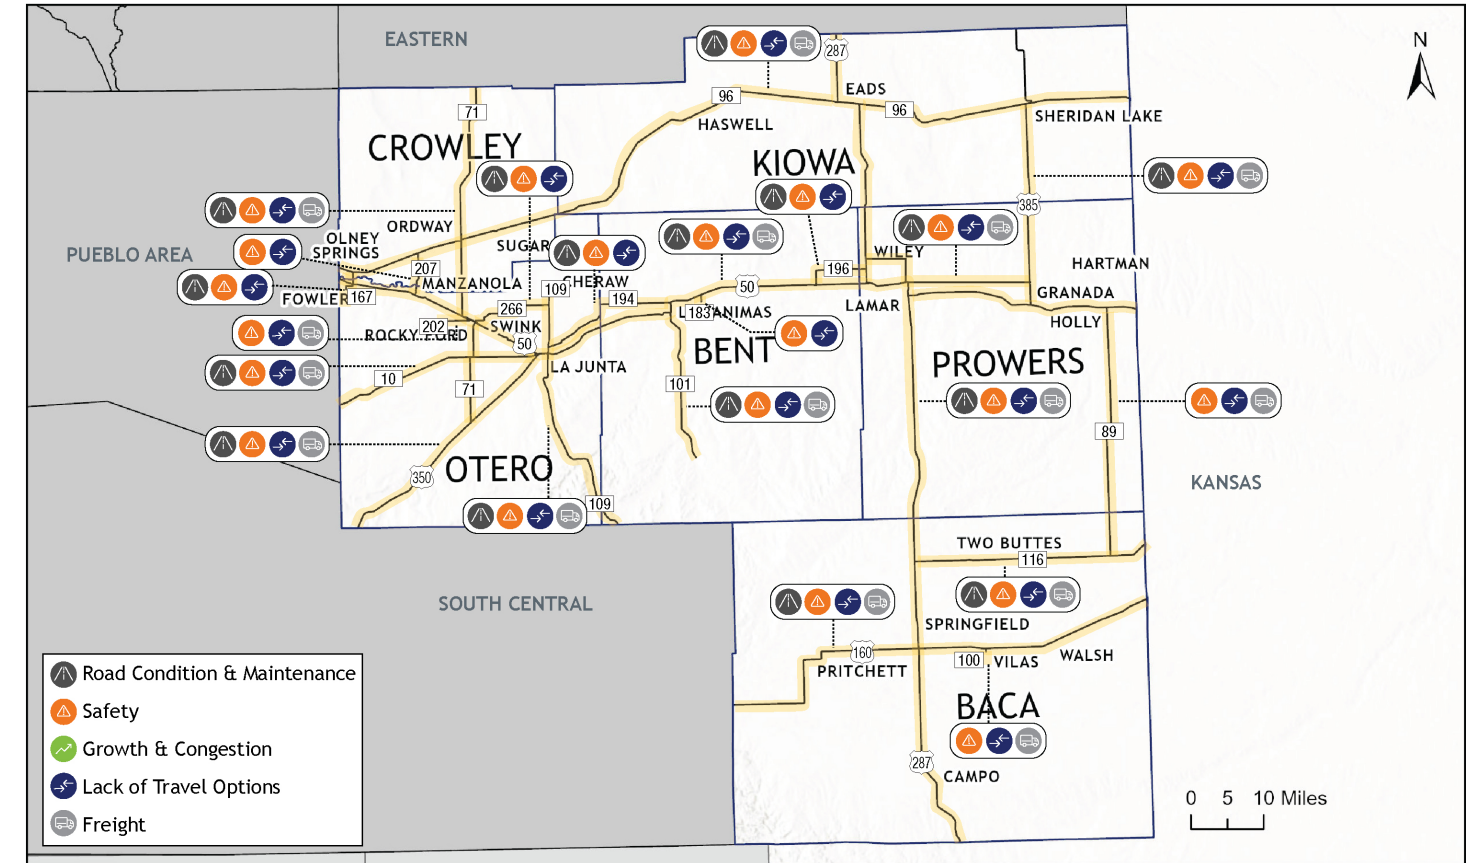 EASTERN
N
287
71
96
EADS
96
HASWELL
SHERIDAN LAKE
CROWLEY
KIOWA
385
ORDWAY
OLNEY
SPRINGS
PUEBLO AREA
SUGAR
WILEY
HARTMAN
207
196
MANZANOLA
109
CHERAW
50
FOWLER
167
266
194
LAMAR
GRANADA
183
LAS ANIMAS
HOLLY
202
SWINK
ROCKY FORD
50
BENT
PROWERS
LA JUNTA
10
71
101
89
OTERO
350
109
KANSAS
TWO BUTTES
116
SOUTH CENTRAL
SPRINGFIELD
160
100
VILAS
WALSH
PRITCHETT
BACA
287
CAMPO
Road Condition & Maintenance
Safety
Growth & Congestion
Lack of Travel Options
Freight
0 5 10 Miles